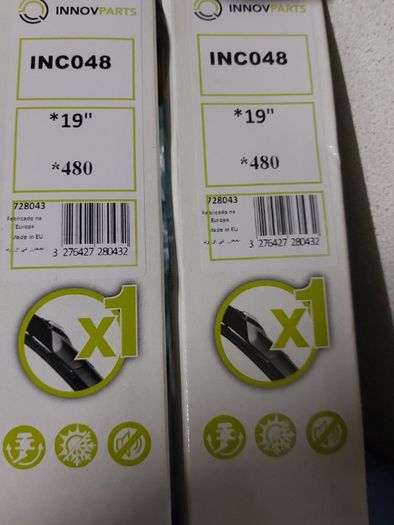 INNOVPARTS
INC048
*19"
*480
728043
Fabricado na
Europa
Made in EU
3 276427 280432
x1
INNOVPARTS
INC048
*19"
*480
728043
Fabricado na
Europa
Made in EU
3 276427 280432
x1